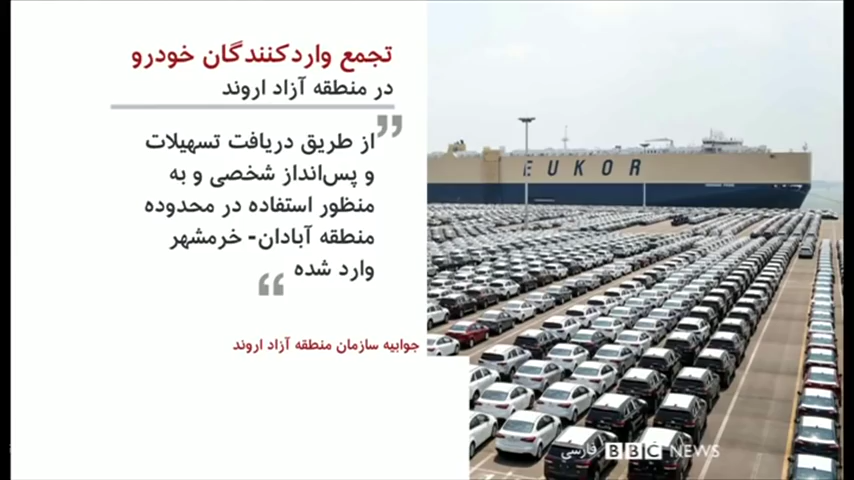 تجمع واردکنندگان خودرو
در منطقه آزاد اروند
”از طریق دریافت تسهیلات
و پس‌انداز شخصی و به
منظور استفاده در محدوده
منطقه آبادان- خرمشهر
وارد شده“
جوابیه سازمان منطقه آزاد اروند
EUKOR
BBC NEWS فارسی